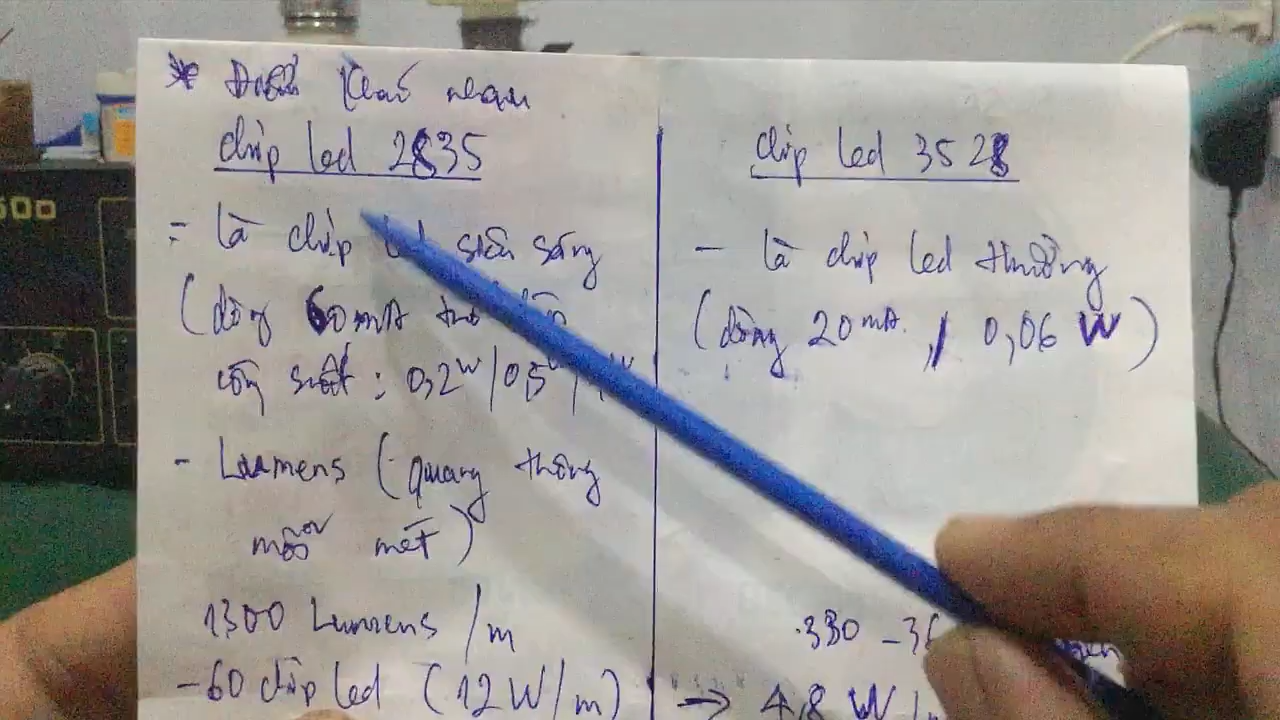 * Điểm khác nhau
chip led 2835
chip led 3528
- là chip led siêu sáng
(dòng 60mA
công suất : 0,2W/0,5
- Lumens (quang thông
mỗi mét)
1300 Lumens /m
- 60 chip led (12W/m)
- là chip led thường
(dòng 20mA, / 0,06 W)
330 -
→ 4,8 W/